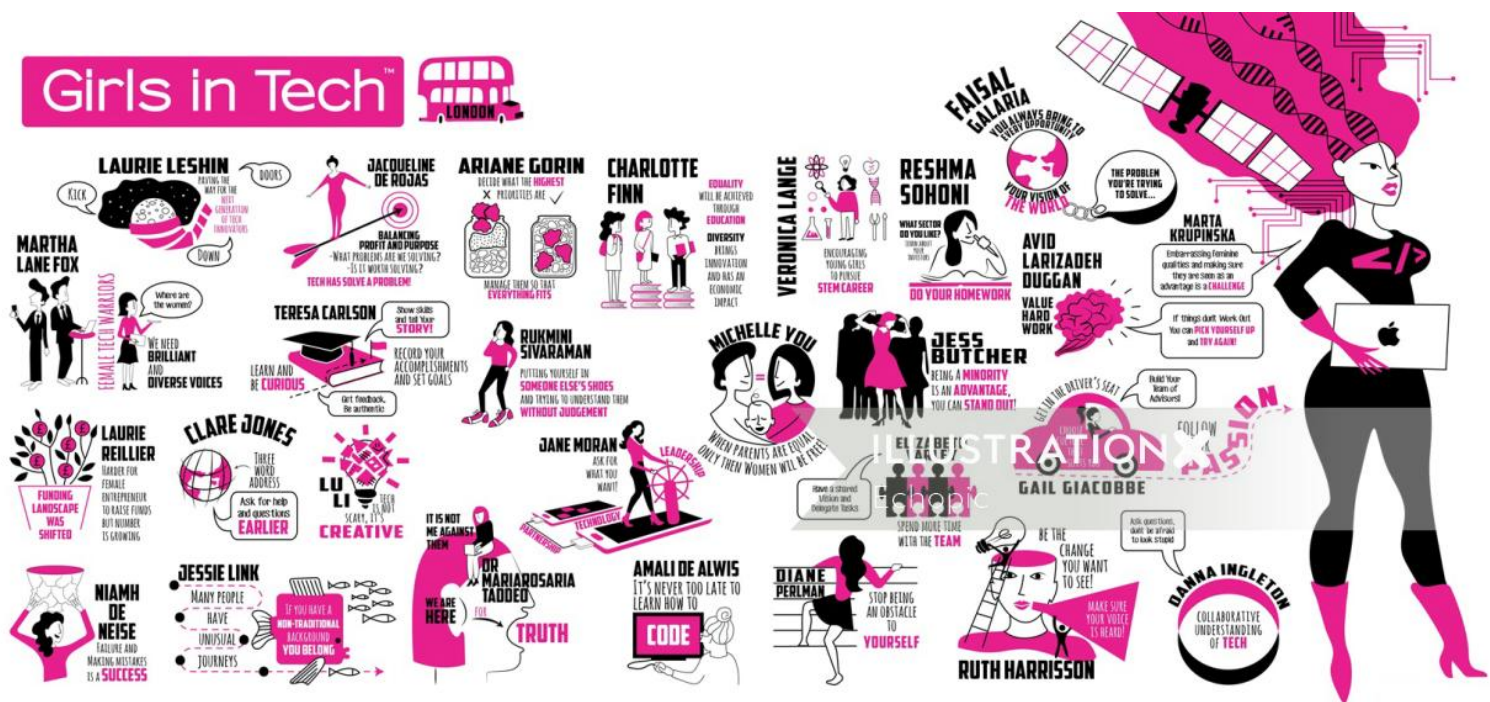 Girls in Tech™
LONDON
LAURIE LESHIN
KICK
DOORS
DOWN
PAVING THE
WAY FOR THE
NEXT
GENERATION
OF TECH
INNOVATORS
JACQUELINE
DE ROJAS
BALANCING
PROFIT AND PURPOSE
-WHAT PROBLEMS ARE WE SOLVING?
-IS IT WORTH SOLVING?
TECH HAS SOLVE A PROBLEM!
ARIANE GORIN
DECIDE WHAT THE HIGHEST
PRIORITIES ARE
MANAGE THEM SO THAT
EVERYTHING FITS
CHARLOTTE
FINN
EQUALITY
WILL BE ACHIEVED
THROUGH
EDUCATION
DIVERSITY
BRINGS
INNOVATION
AND HAS AN
ECONOMIC
IMPACT
VERONICA LANGE
ENCOURAGING
YOUNG GIRLS
TO PURSUE
STEM CAREER
RESHMA
SOHONI
WHAT SECTOR
DO YOU LIKE?
LEARN ABOUT
YOUR
INVESTORS
DO YOUR HOMEWORK
FAISAL
GALARIA
YOU ALWAYS BRING TO
EVERY OPPORTUNITY
YOUR VISION OF
THE WORLD
THE PROBLEM
YOU'RE TRYING
TO SOLVE...
MARTA
KRUPINSKA
Embarrassing feminine
qualities and making sure
they are seen as an
advantage is a CHALLENGE
If things dont Work Out
You can PICK YOURSELF UP
and TRY AGAIN!
AVID
LARIZADEH
DUGGAN
VALUE
HARD
WORK
</>
MARTHA
LANE FOX
FEMALE TECH WARRIORS
Where are
the women?
WE NEED
BRILLIANT
AND
DIVERSE VOICES
TERESA CARLSON
Show skills
and tell Your
STORY!
LEARN AND
BE CURIOUS
RECORD YOUR
ACCOMPLISHMENTS
AND SET GOALS
Get feedback,
Be authentic
RUKMINI
SIVARAMAN
PUTTING YOURSELF IN
SOMEONE ELSE'S SHOES
AND TRYING TO UNDERSTAND THEM
WITHOUT JUDGEMENT
MICHELLE YOU
=
WHEN PARENTS ARE EQUAL,
ONLY THEN WOMEN WIL BE FREE!
JESS
BUTCHER
BEING A MINORITY
IS AN ADVANTAGE,
YOU CAN STAND OUT!
GET IN THE DRIVER'S SEAT
Build Your
Team of
Advisors!
FOLLOW
PASSION
GAIL GIACOBBE
LAURIE
REILLIER
HARDER FOR
FEMALE
ENTREPRENEUR
TO RAISE FUNDS
BUT NUMBER
IS GROWING
FUNDING
LANDSCAPE
WAS
SHIFTED
CLARE JONES
THREE
WORD
ADDRESS
Ask for help
and questions
EARLIER
LU
LI
TECH
IS NOT
SCARY, IT'S
CREATIVE
JANE MORAN
ASK FOR
WHAT YOU
WANT!
LEADERSHIP
TECHNOLOGY
PARTNERSHIP
Have a shared
Vision and
Delegate Tasks
SPEND MORE TIME
WITH THE TEAM
ILLUSTRATIONX
Echopic
NIAMH
DE
NEISE
FAILURE AND
MAKING MISTAKES
IS A SUCCESS
JESSIE LINK
MANY PEOPLE
HAVE
UNUSUAL
JOURNEYS
IF YOU HAVE A
NON-TRADITIONAL
BACKGROUND
YOU BELONG
IT IS NOT
ME AGAINST
THEM
DR
MARIAROSARIA
TADDEO
WE ARE
HERE
FOR
TRUTH
AMALI DE ALWIS
IT'S NEVER TOO LATE TO
LEARN HOW TO
CODE
DIANE
PERLMAN
STOP BEING
AN OBSTACLE
TO
YOURSELF
BE THE
CHANGE
YOU WANT
TO SEE!
MAKE SURE
YOUR VOICE
IS HEARD!
RUTH HARRISSON
Ask questions,
dont be afraid
to look stupid
DANNA INGLETON
COLLABORATIVE
UNDERSTANDING
OF TECH